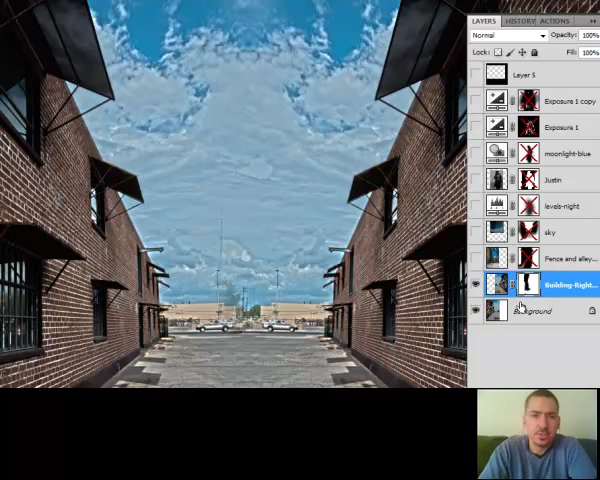 LAYERS HISTORY ACTIONS
Normal Opacity: 100%
Lock: Fill: 100%
Layer 5
Exposure 1 copy
Exposure 1
moonlight-blue
Justin
levels-night
sky
Fence and alley...
Building-Right...
Background